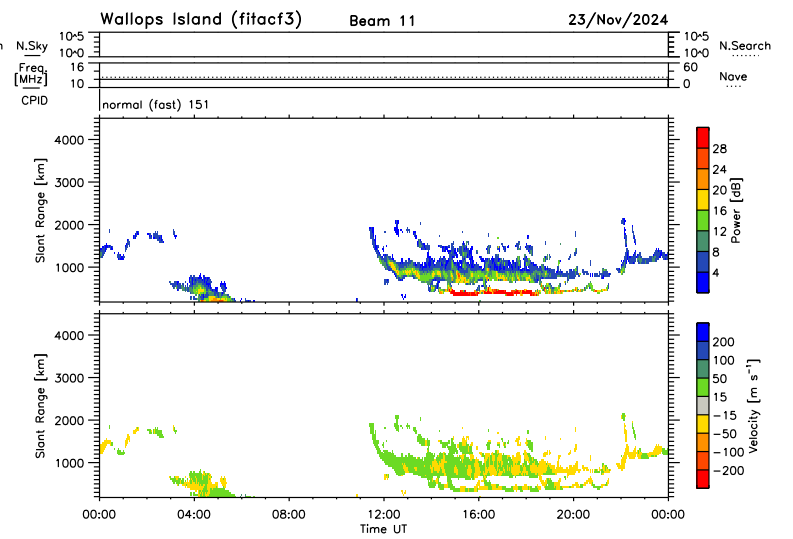 Wallops Island (fitacf3) Beam 11 23/Nov/2024
N.Sky 10^5 10^0 10^5 10^0 N.Search
Freq. [MHz] 16 10 60 0 Nave
CPID normal (fast) 151
Slant Range [km]
4000
3000
2000
1000
Power [dB]
28
24
20
16
12
8
4
Slant Range [km]
4000
3000
2000
1000
Velocity [m s⁻¹]
200
100
50
15
−15
−50
−100
−200
00:00 04:00 08:00 12:00 16:00 20:00 00:00
Time UT